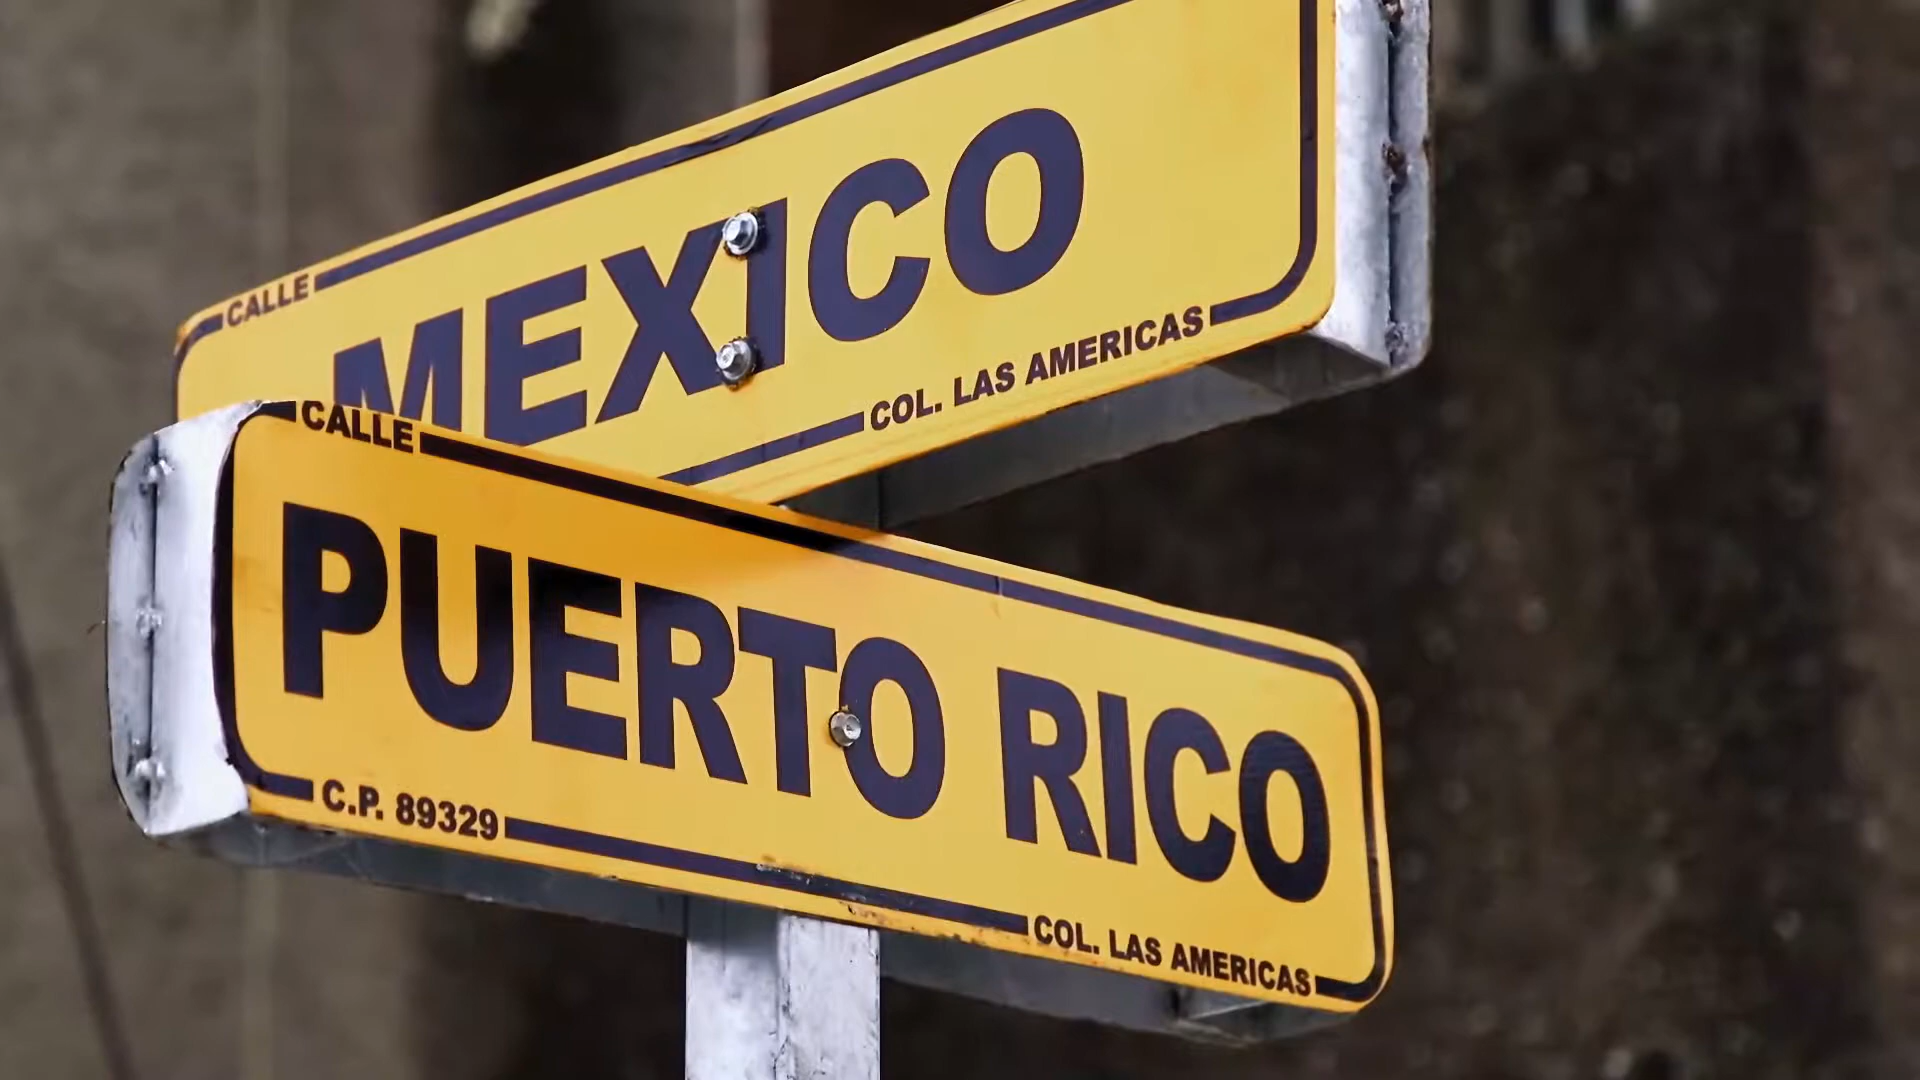 CALLE
MEXICO
COL. LAS AMERICAS
CALLE
PUERTO RICO
C.P. 89329
COL. LAS AMERICAS